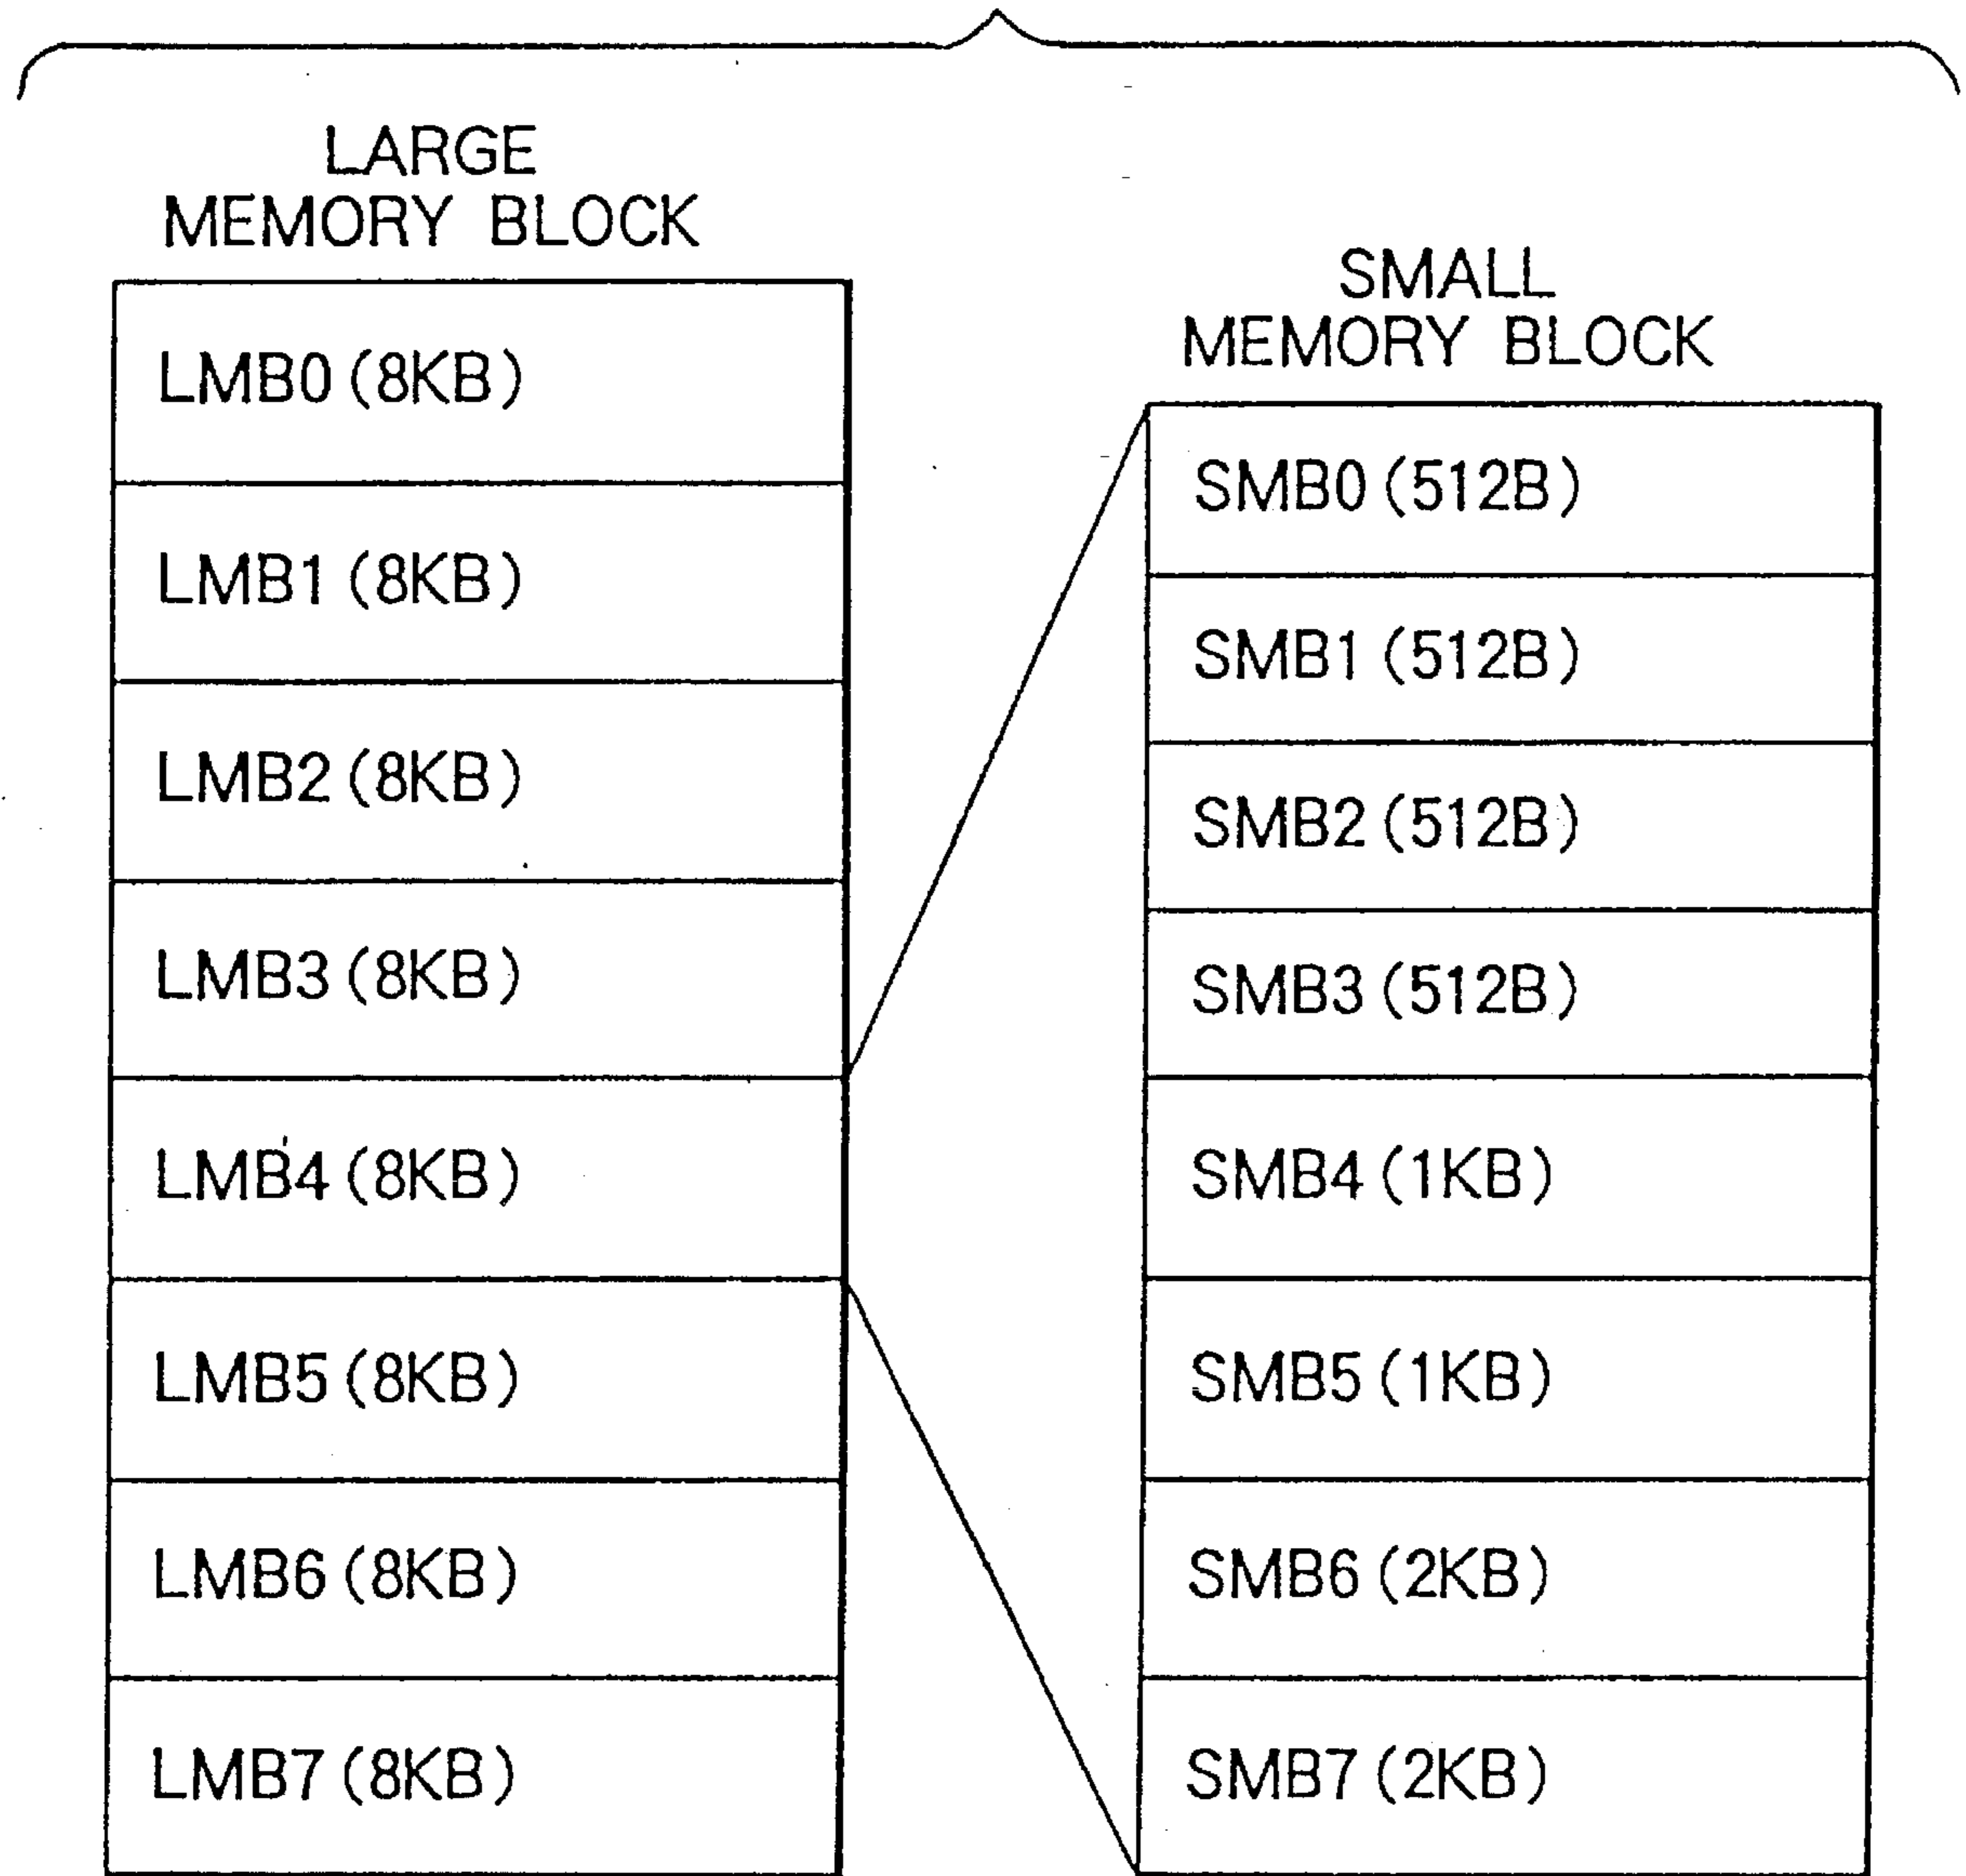 LARGE
MEMORY BLOCK
LMB0 (8KB)
LMB1 (8KB)
LMB2 (8KB)
LMB3 (8KB)
LMB4 (8KB)
LMB5 (8KB)
LMB6 (8KB)
LMB7 (8KB)
SMALL
MEMORY BLOCK
SMB0 (512B)
SMB1 (512B)
SMB2 (512B)
SMB3 (512B)
SMB4 (1KB)
SMB5 (1KB)
SMB6 (2KB)
SMB7 (2KB)